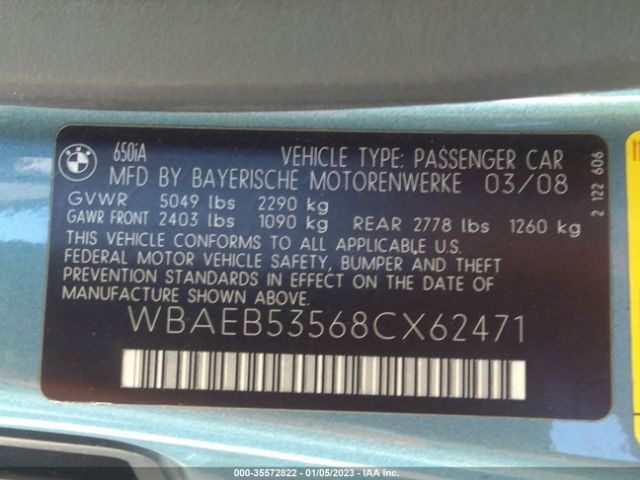 BMW
650iA
VEHICLE TYPE: PASSENGER CAR
MFD BY BAYERISCHE MOTORENWERKE 03/08
GVWR 5049 lbs 2290 kg
GAWR FRONT 2403 lbs 1090 kg REAR 2778 lbs 1260 kg
THIS VEHICLE CONFORMS TO ALL APPLICABLE U.S.
FEDERAL MOTOR VEHICLE SAFETY, BUMPER AND THEFT
PREVENTION STANDARDS IN EFFECT ON THE DATE OF
MANUFACTURE SHOWN ABOVE.
WBAEB53568CX62471
2 122 606
000-35572822 - 01/05/2023 - IAA Inc.